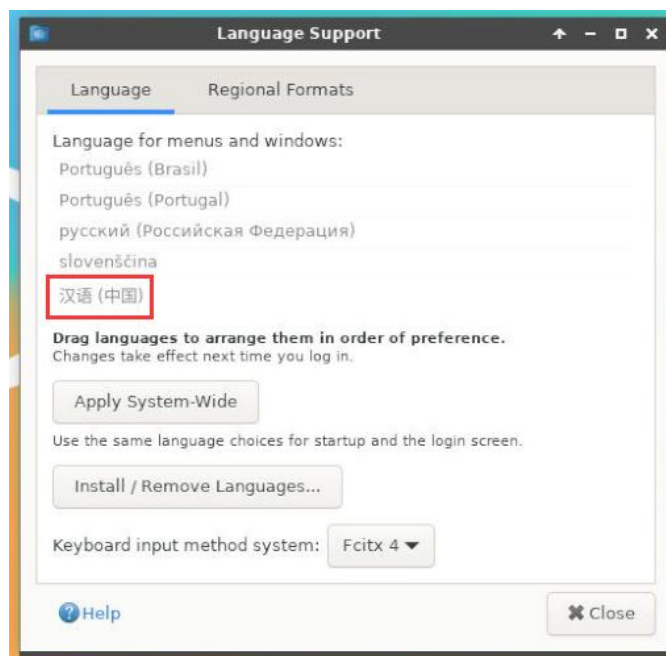 Language Support
Language Regional Formats
Language for menus and windows:
Português (Brasil)
Português (Portugal)
русский (Российская Федерация)
slovenščina
汉语 (中国)
Drag languages to arrange them in order of preference.
Changes take effect next time you log in.
Apply System-Wide
Use the same language choices for startup and the login screen.
Install / Remove Languages...
Keyboard input method system: Fcitx 4
Help Close